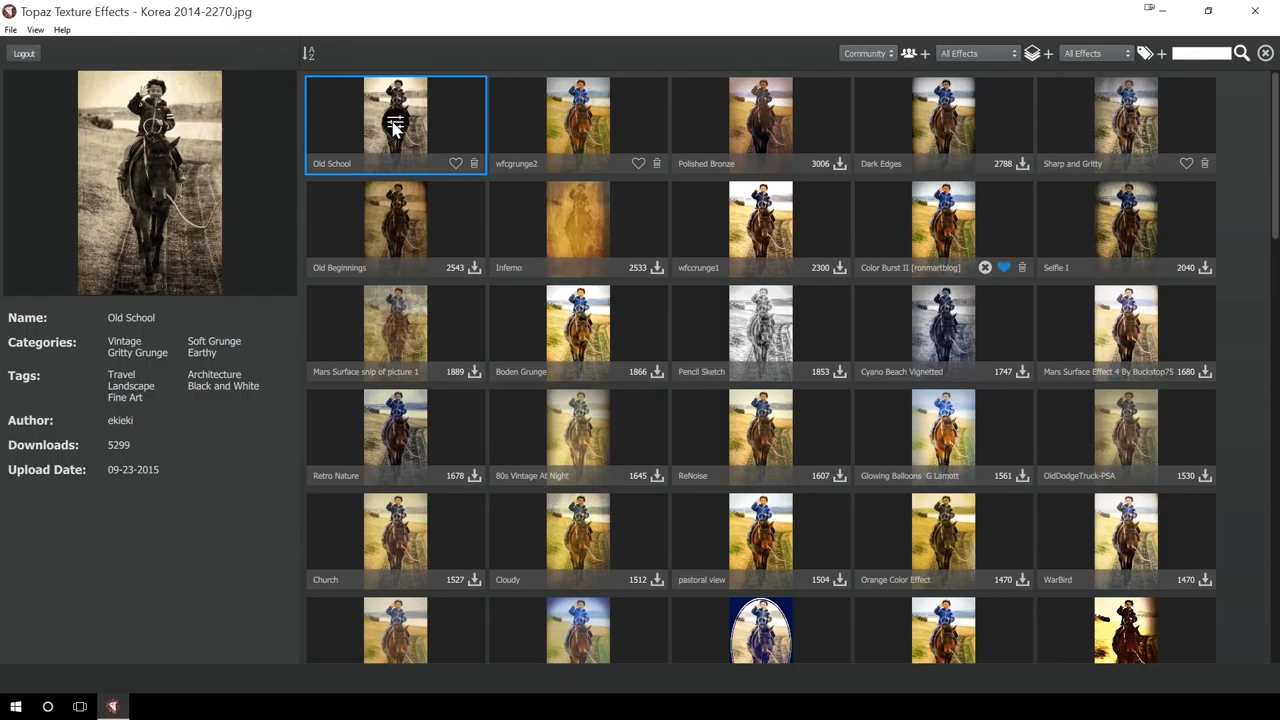 Topaz Texture Effects - Korea 2014-2270.jpg
File View Help
Logout
A
Z
Community
All Effects
All Effects
Old School
wfcgrunge2
Polished Bronze 3006
Dark Edges 2788
Sharp and Gritty
Old Beginnings 2543
Inferno 2533
wfccrunge1 2300
Color Burst II [ronmartblog]
Selfie I 2040
Mars Surface snip of picture 1 1889
Boden Grunge 1866
Pencil Sketch 1853
Cyano Beach Vignetted 1747
Mars Surface Effect 4 By Buckstop75 1680
Retro Nature 1678
80s Vintage At Night 1645
ReNoise 1607
Glowing Balloons G Lamott 1561
OldDodgeTruck-PSA 1530
Church 1527
Cloudy 1512
pastoral view 1504
Orange Color Effect 1470
WarBird 1470
Name: Old School
Categories: Vintage Soft Grunge
Gritty Grunge Earthy
Tags: Travel Architecture
Landscape Black and White
Fine Art
Author: ekieki
Downloads: 5299
Upload Date: 09-23-2015